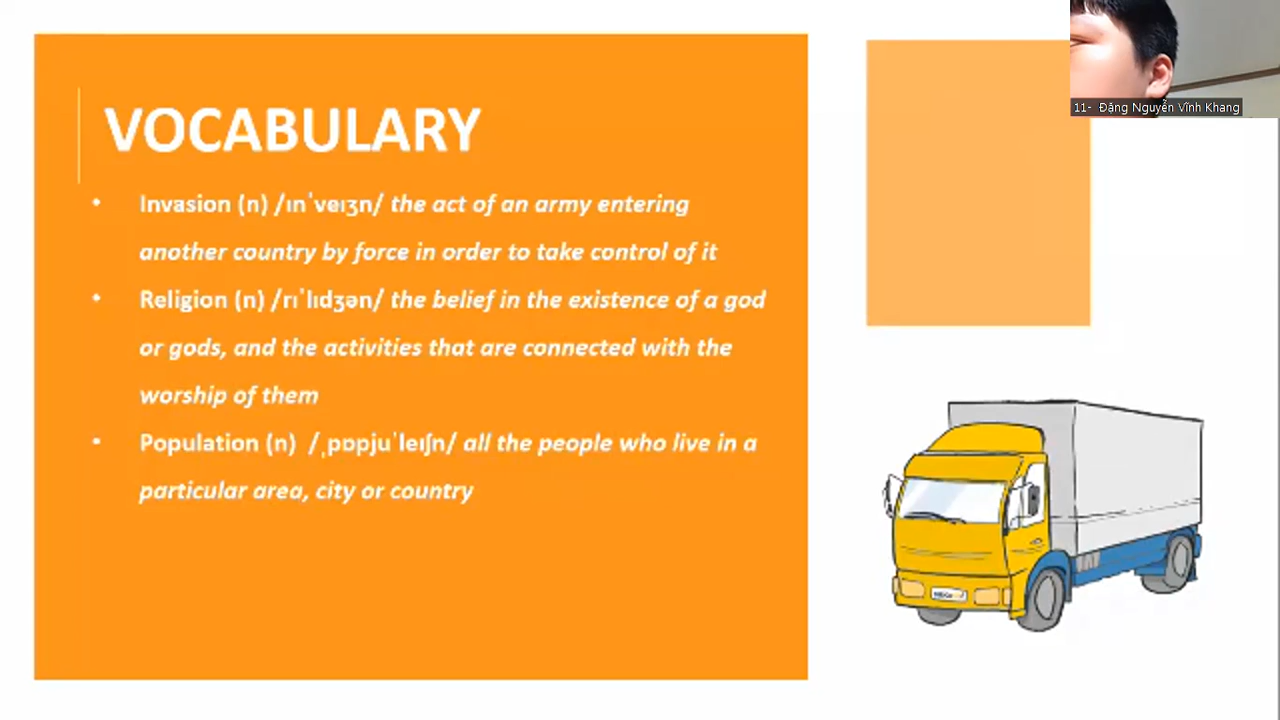 VOCABULARY
• Invasion (n) /ɪnˈveɪʒn/ the act of an army entering
another country by force in order to take control of it
• Religion (n) /rɪˈlɪdʒən/ the belief in the existence of a god
or gods, and the activities that are connected with the
worship of them
• Population (n) /ˌpɒpjuˈleɪʃn/ all the people who live in a
particular area, city or country
11- Đặng Nguyễn Vĩnh Khang